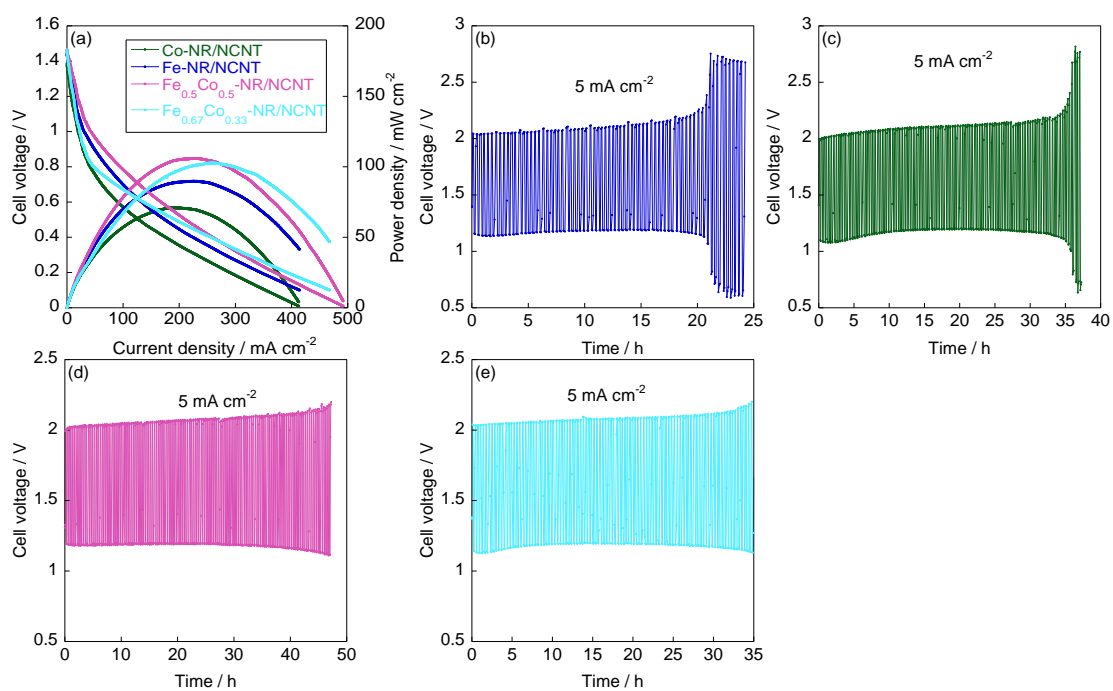 (a)
Co-NR/NCNT
Fe-NR/NCNT
Fe0.5Co0.5-NR/NCNT
Fe0.67Co0.33-NR/NCNT
Cell voltage / V
0
0.2
0.4
0.6
0.8
1
1.2
1.4
1.6
Power density / mW cm-2
0
50
100
150
200
0 100 200 300 400 500
Current density / mA cm-2
(b)
5 mA cm-2
Cell voltage / V
0.5
1
1.5
2
2.5
3
0 5 10 15 20 25
Time / h
(c)
5 mA cm-2
Cell voltage / V
0.5
1
1.5
2
2.5
3
0 5 10 15 20 25 30 35 40
Time / h
(d)
5 mA cm-2
Cell voltage / V
0.5
1
1.5
2
2.5
0 10 20 30 40 50
Time / h
(e)
5 mA cm-2
Cell voltage / V
0.5
1
1.5
2
2.5
0 5 10 15 20 25 30 35
Time / h